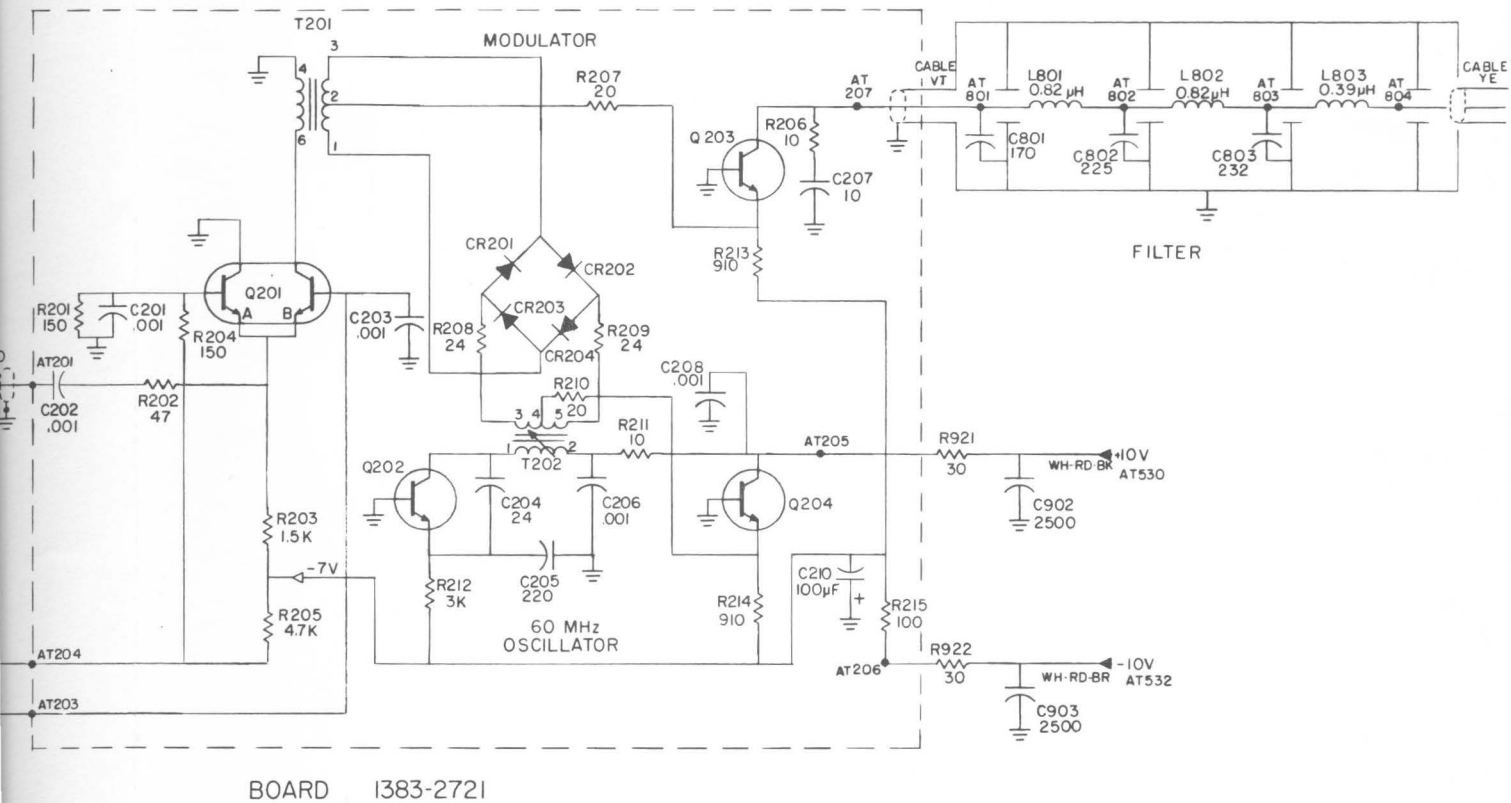 T201
MODULATOR
3
4
2
6
1
R207
20
AT
207
CABLE
VT
AT
801
L801
0.82 µH
AT
802
L802
0.82µH
AT
803
L803
0.39µH
AT
804
CABLE
YE
Q203
R206
10
C207
10
C801
170
C802
225
C803
232
FILTER
R213
910
CR201
CR202
CR203
CR204
R201
150
C201
.001
R204
150
Q201
A
B
C203
.001
R208
24
R209
24
AT201
C202
.001
R202
47
R210
20
3 4 5
1
2
T202
C208
.001
R211
10
AT205
R921
30
WH-RD-BK
+10V
AT530
Q202
C204
24
C206
.001
Q204
C902
2500
R203
1.5K
-7V
R205
4.7K
R212
3K
C205
220
60 MHz
OSCILLATOR
R214
910
C210
100µF
+
R215
100
AT204
AT203
AT206
R922
30
WH-RD-BR
-10V
AT532
C903
2500
BOARD 1383-2721